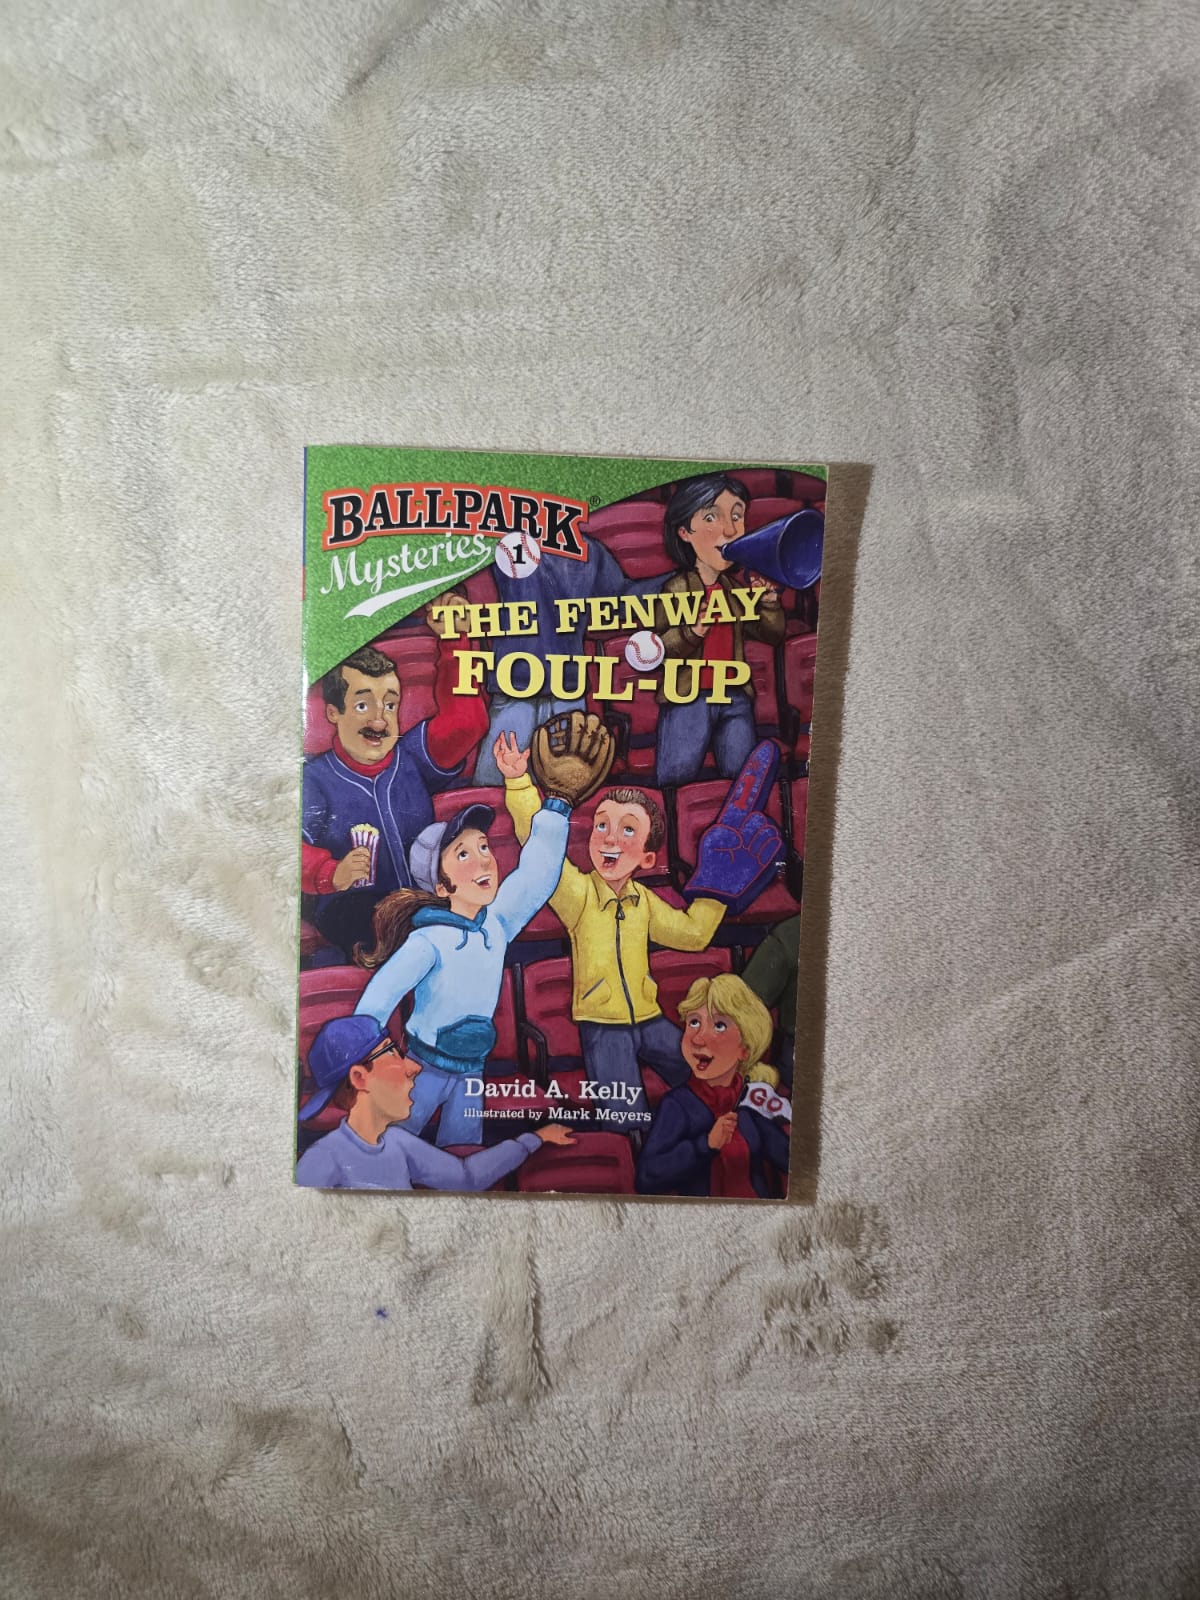 BALLPARK®
Mysteries 1
THE FENWAY
FOUL-UP
David A. Kelly
illustrated by Mark Meyers
GO